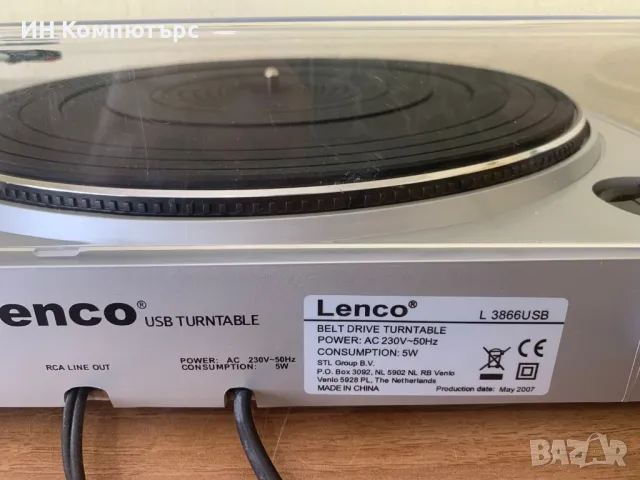 ИН Компютърс
enco® USB TURNTABLE
RCA LINE OUT
POWER: AC 230V~50Hz
CONSUMPTION: 5W
Lenco® L 3866USB
BELT DRIVE TURNTABLE
POWER: AC 230V~50Hz
CONSUMPTION: 5W
STL Group B.V.
P.O. Box 3092, NL 5902 NL RB Venlo
Venlo 5928 PL, The Netherlands
MADE IN CHINA
Production date: May 2007
CE
BAZAR
bg